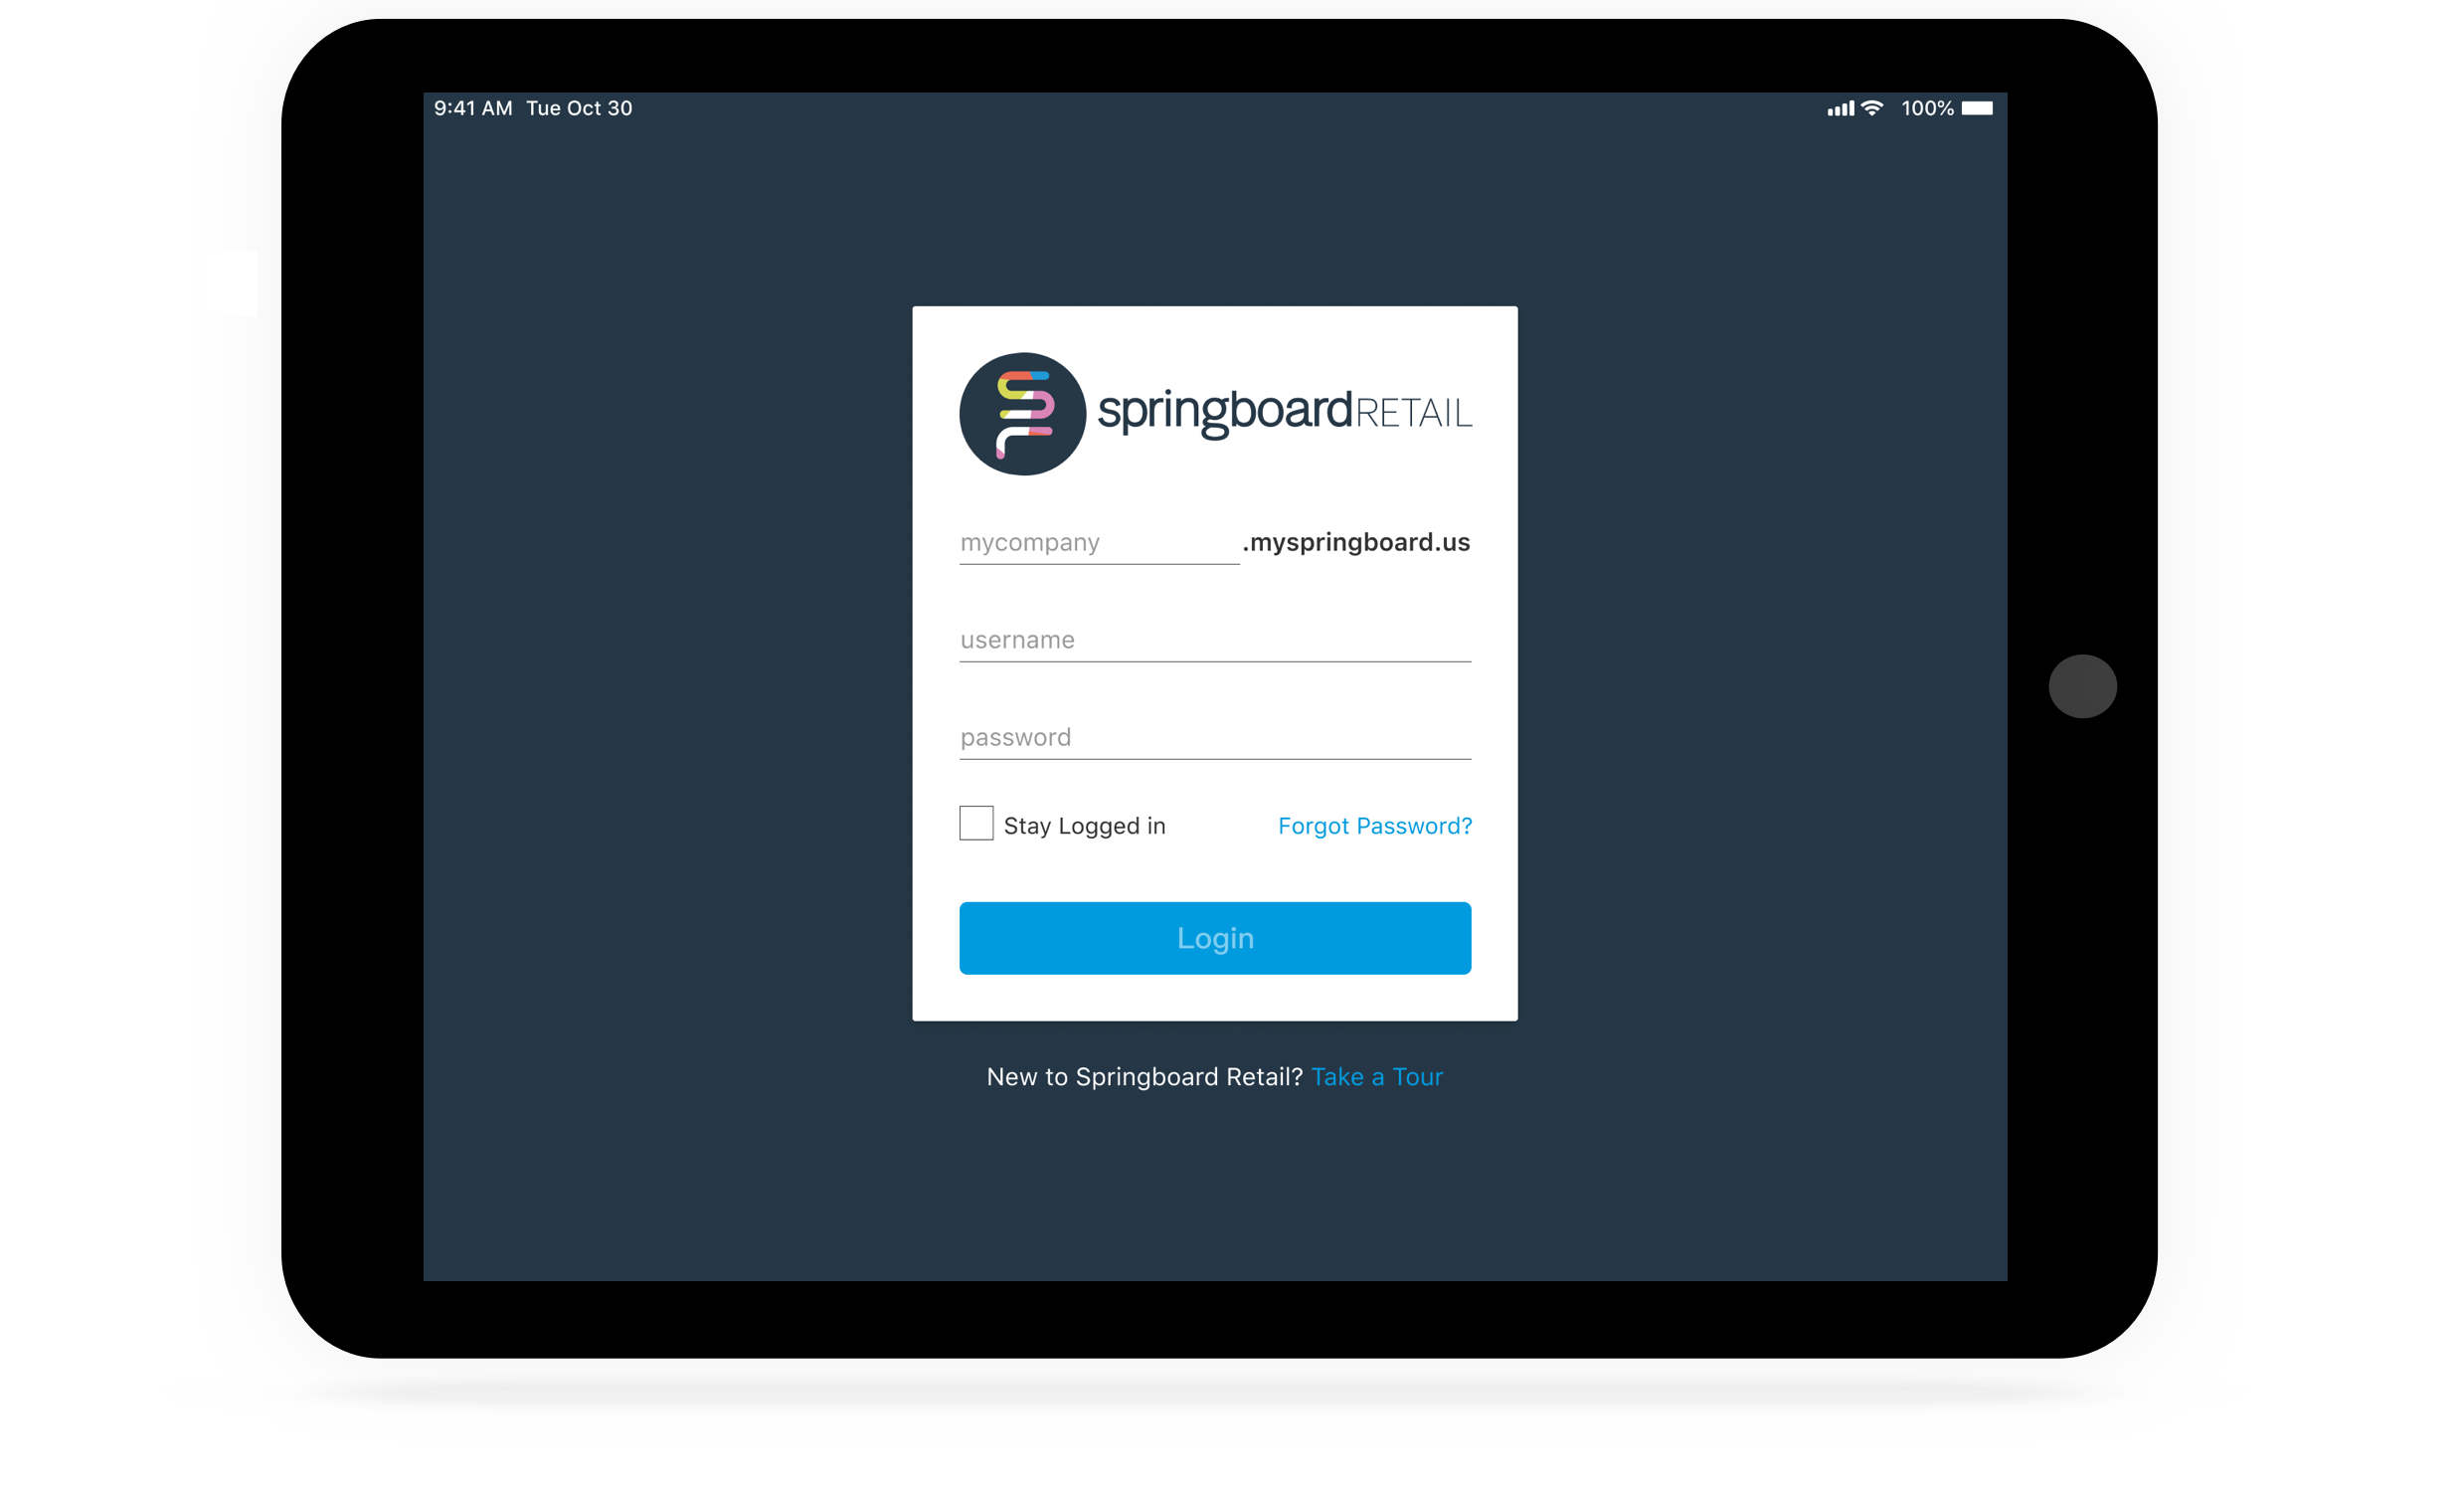 9:41 AM Tue Oct 30 100%
springboardRETAIL
mycompany .myspringboard.us
username
password
Stay Logged in Forgot Password?
Login
New to Springboard Retail? Take a Tour